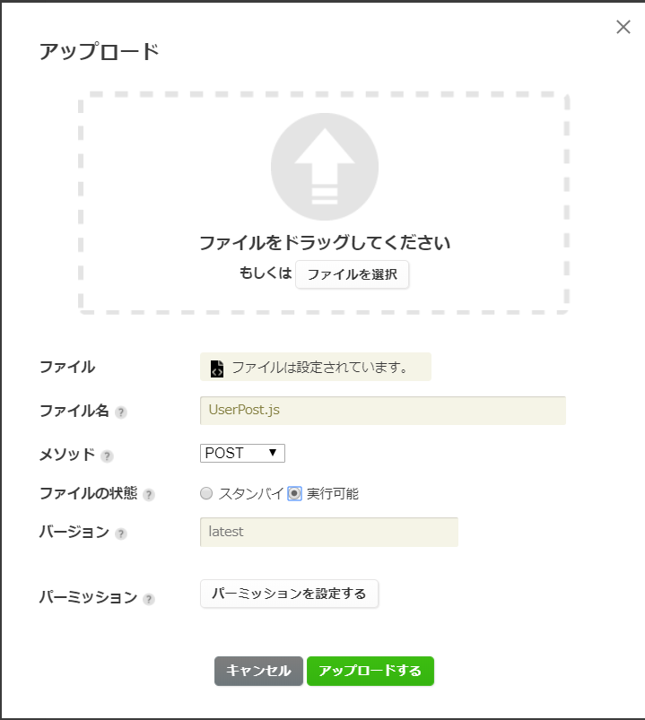 アップロード
ファイルをドラッグしてください
もしくは ファイルを選択
ファイル ファイルは設定されています。
ファイル名 ? UserPost.js
メソッド ? POST
ファイルの状態 ? スタンバイ 実行可能
バージョン ? latest
パーミッション ? パーミッションを設定する
キャンセル アップロードする